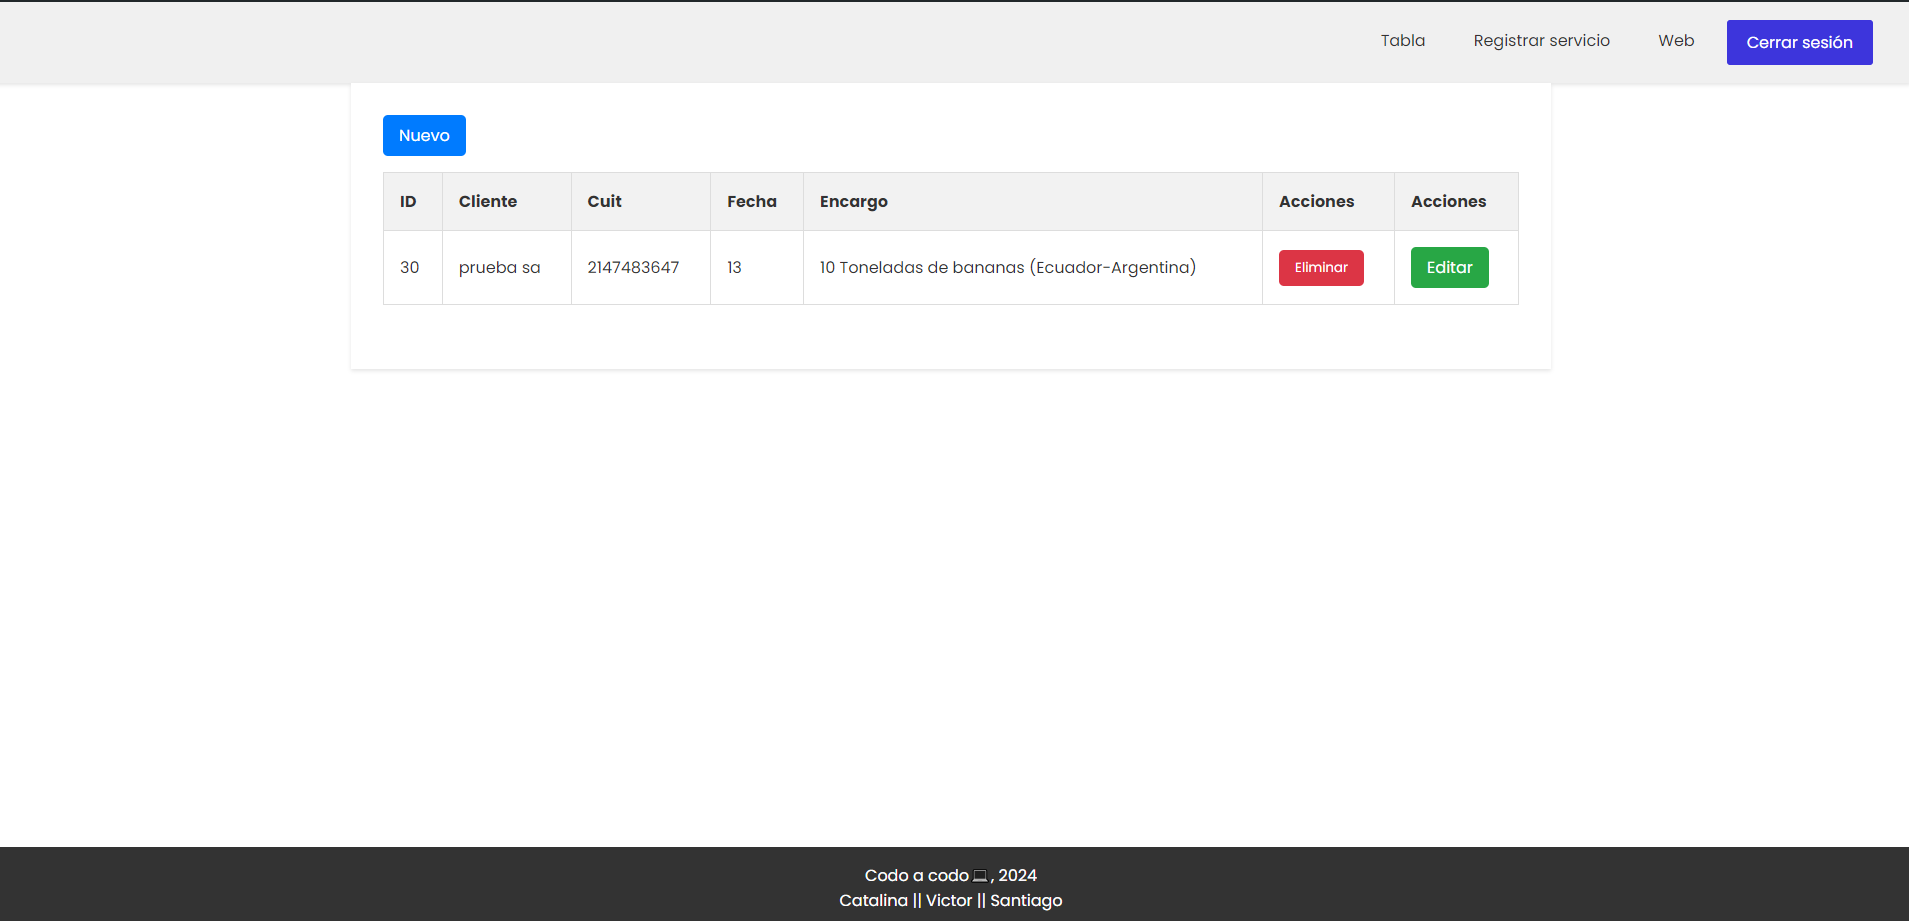 Tabla Registrar servicio Web Cerrar sesión
Nuevo
ID Cliente Cuit Fecha Encargo Acciones Acciones
30 prueba sa 2147483647 13 10 Toneladas de bananas (Ecuador-Argentina) Eliminar Editar
Codo a codo 💻, 2024
Catalina || Victor || Santiago